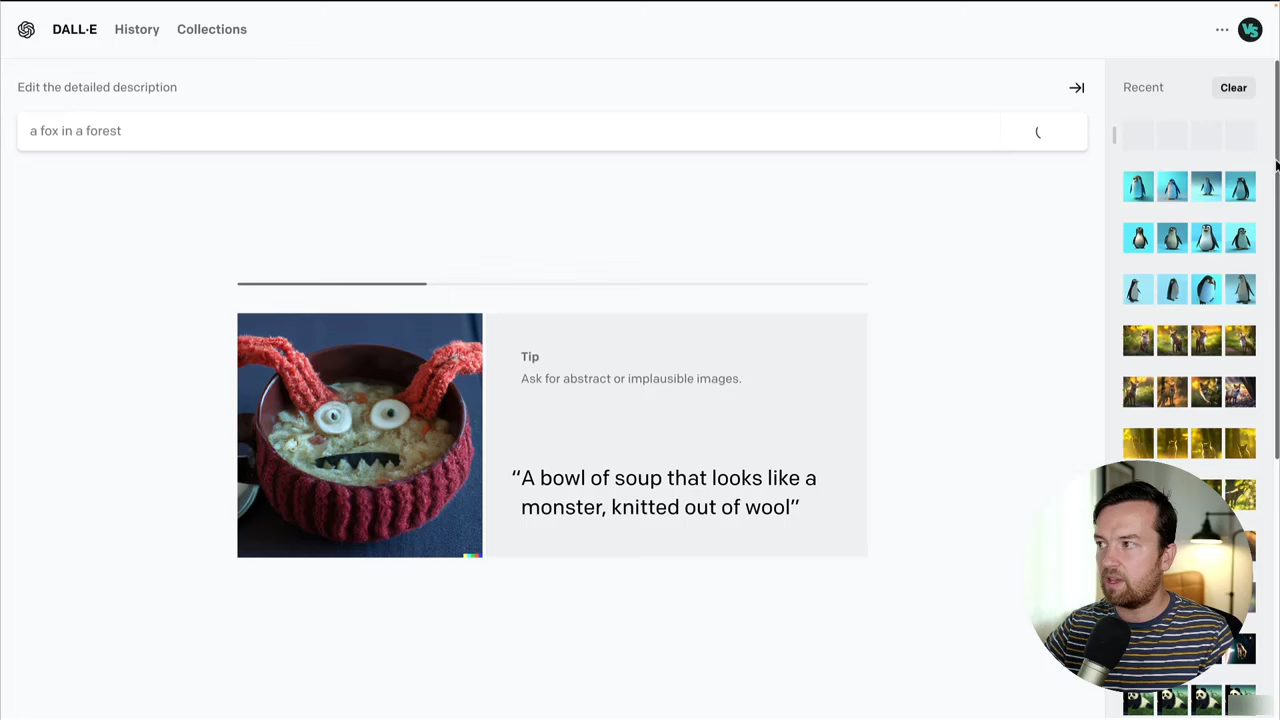 DALL·E
History
Collections
···
VS
Edit the detailed description
Recent
Clear
a fox in a forest
Tip
Ask for abstract or implausible images.
“A bowl of soup that looks like a
monster, knitted out of wool”